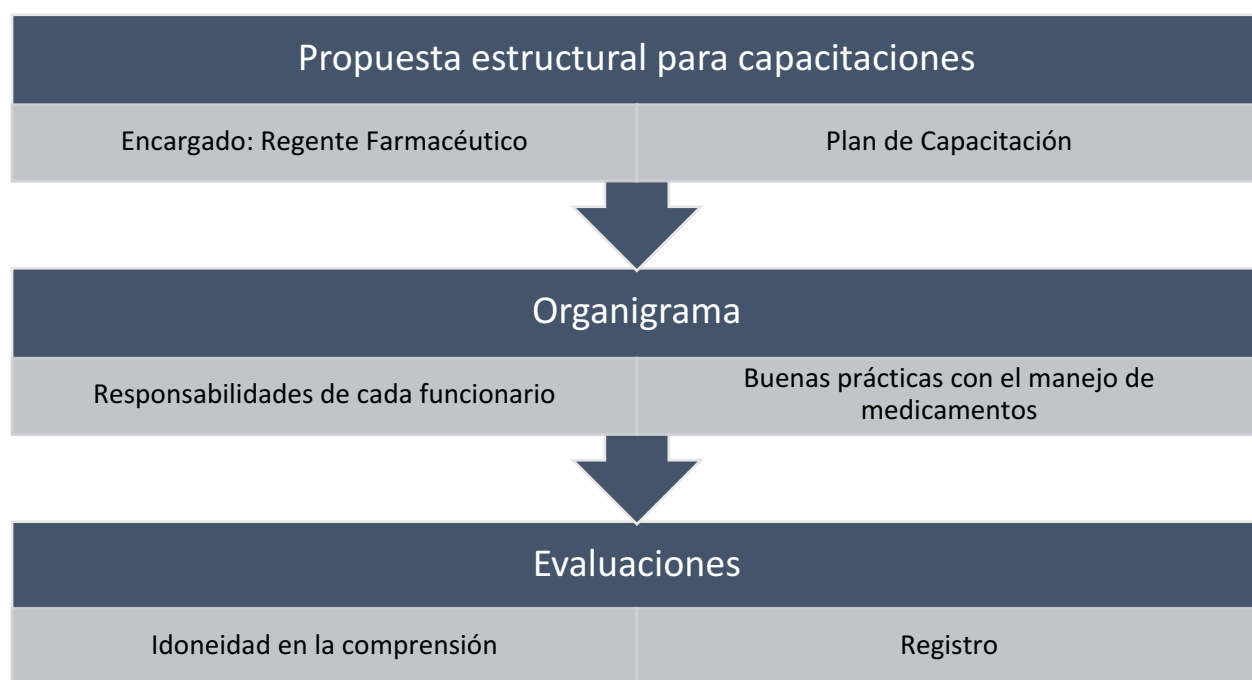 Propuesta estructural para capacitaciones
Encargado: Regente Farmacéutico
Plan de Capacitación
Organigrama
Responsabilidades de cada funcionario
Buenas prácticas con el manejo de
medicamentos
Evaluaciones
Idoneidad en la comprensión
Registro